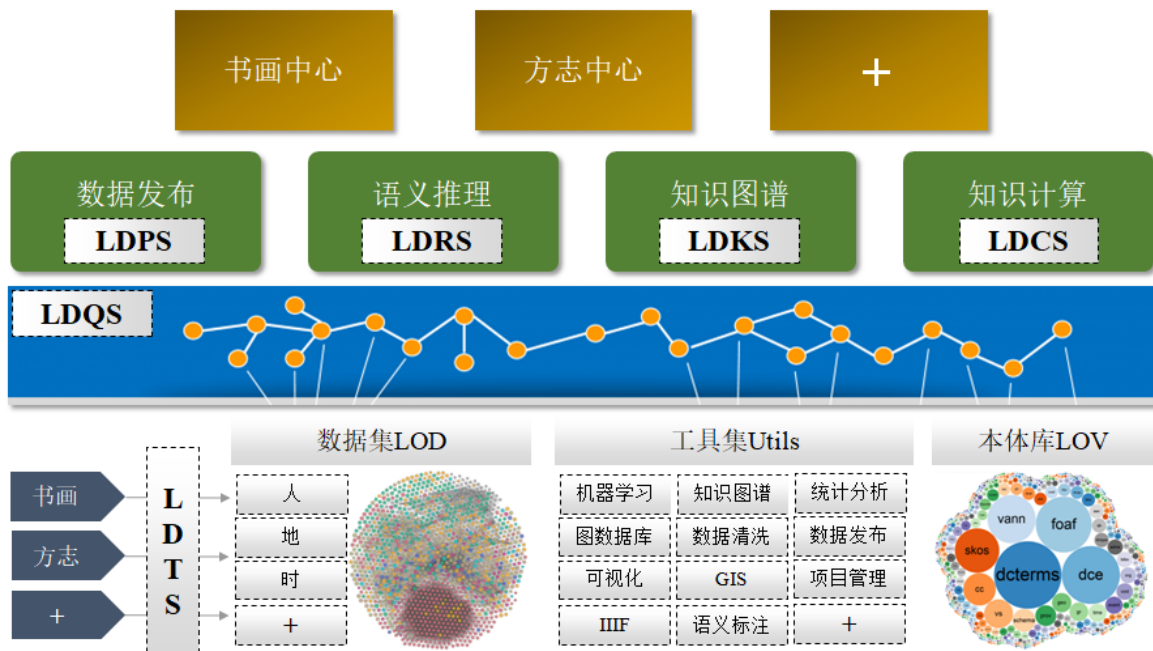 书画中心
方志中心
+
数据发布
LDPS
语义推理
LDRS
知识图谱
LDKS
知识计算
LDCS
LDQS
数据集LOD
工具集Utils
本体库LOV
书画
方志
+
LDTS
人
地
时
+
机器学习
知识图谱
统计分析
图数据库
数据清洗
数据发布
可视化
GIS
项目管理
IIIF
语义标注
+
vann
foaf
skos
dcterms
dce
cc
vs
schema